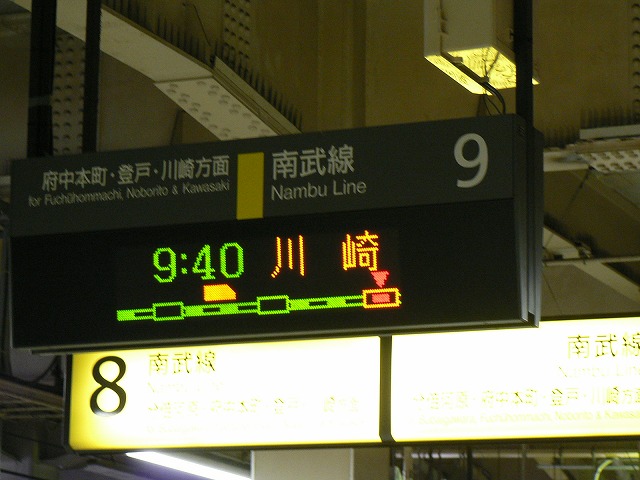 府中本町・登戸・川崎方面
for Fuchūhommachi, Noborito & Kawasaki
南武線
Nambu Line
9
9:40 川崎
8
南武線
南武線